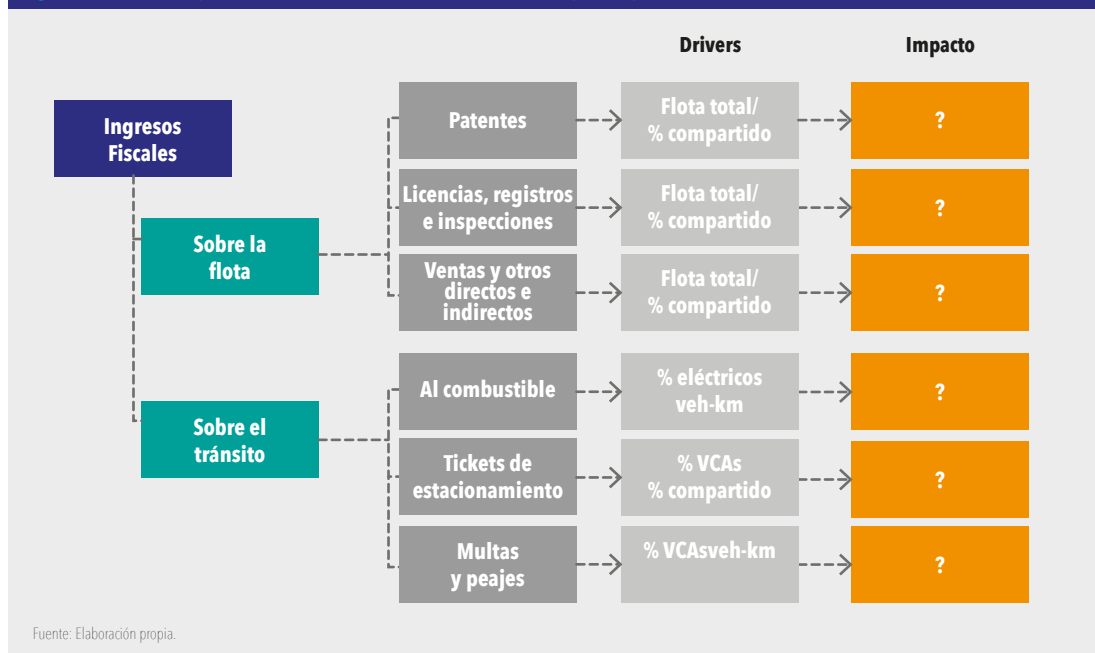 Drivers
Impacto
Ingresos
Fiscales
Sobre la
flota
Patentes
Flota total/
% compartido
?
Licencias, registros
e inspecciones
Flota total/
% compartido
?
Ventas y otros
directos e
indirectos
Flota total/
% compartido
?
Sobre el
tránsito
Al combustible
% eléctricos
veh-km
?
Tickets de
estacionamiento
% VCAs
% compartido
?
Multas
y peajes
% VCAsveh-km
?
Fuente: Elaboración propia.